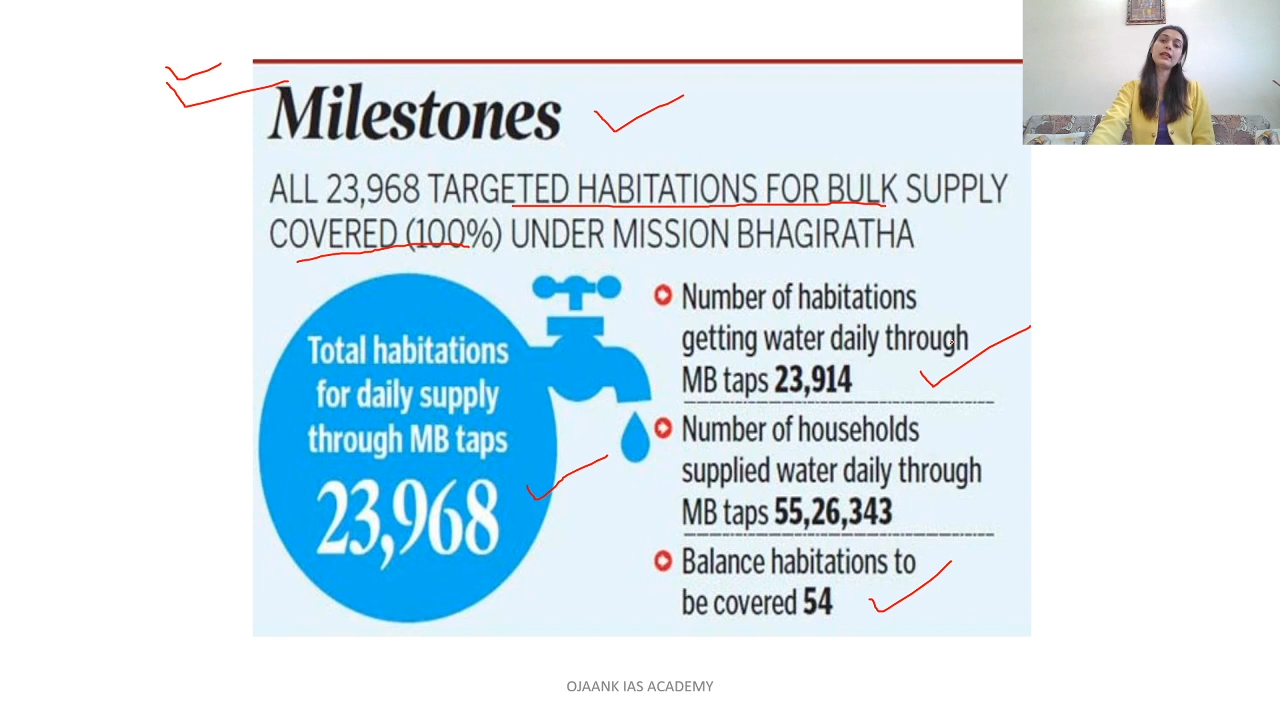 Milestones
ALL 23,968 TARGETED HABITATIONS FOR BULK SUPPLY
COVERED (100%) UNDER MISSION BHAGIRATHA
Total habitations
for daily supply
through MB taps
23,968
Number of habitations
getting water daily through
MB taps 23,914
Number of households
supplied water daily through
MB taps 55,26,343
Balance habitations to
be covered 54
OJAANK IAS ACADEMY